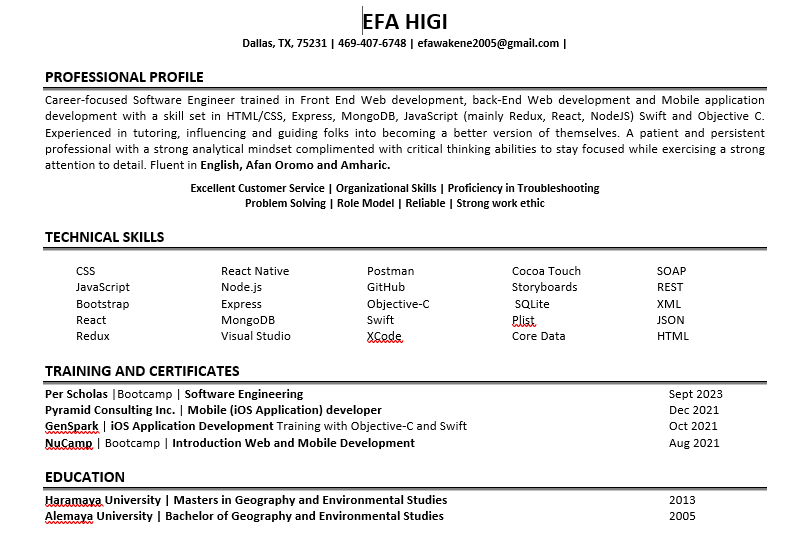 EFA HIGI
Dallas, TX, 75231 | 469-407-6748 | efawakene2005@gmail.com |
PROFESSIONAL PROFILE
Career-focused Software Engineer trained in Front End Web development, back-End Web development and Mobile application
development with a skill set in HTML/CSS, Express, MongoDB, JavaScript (mainly Redux, React, NodeJS) Swift and Objective C.
Experienced in tutoring, influencing and guiding folks into becoming a better version of themselves. A patient and persistent
professional with a strong analytical mindset complimented with critical thinking abilities to stay focused while exercising a strong
attention to detail. Fluent in English, Afan Oromo and Amharic.
Excellent Customer Service | Organizational Skills | Proficiency in Troubleshooting
Problem Solving | Role Model | Reliable | Strong work ethic
TECHNICAL SKILLS
CSS React Native Postman Cocoa Touch SOAP
JavaScript Node.js GitHub Storyboards REST
Bootstrap Express Objective-C SQLite XML
React MongoDB Swift Plist JSON
Redux Visual Studio XCode Core Data HTML
TRAINING AND CERTIFICATES
Per Scholas |Bootcamp | Software Engineering Sept 2023
Pyramid Consulting Inc. | Mobile (iOS Application) developer Dec 2021
GenSpark | iOS Application Development Training with Objective-C and Swift Oct 2021
NuCamp | Bootcamp | Introduction Web and Mobile Development Aug 2021
EDUCATION
Haramaya University | Masters in Geography and Environmental Studies 2013
Alemaya University | Bachelor of Geography and Environmental Studies 2005